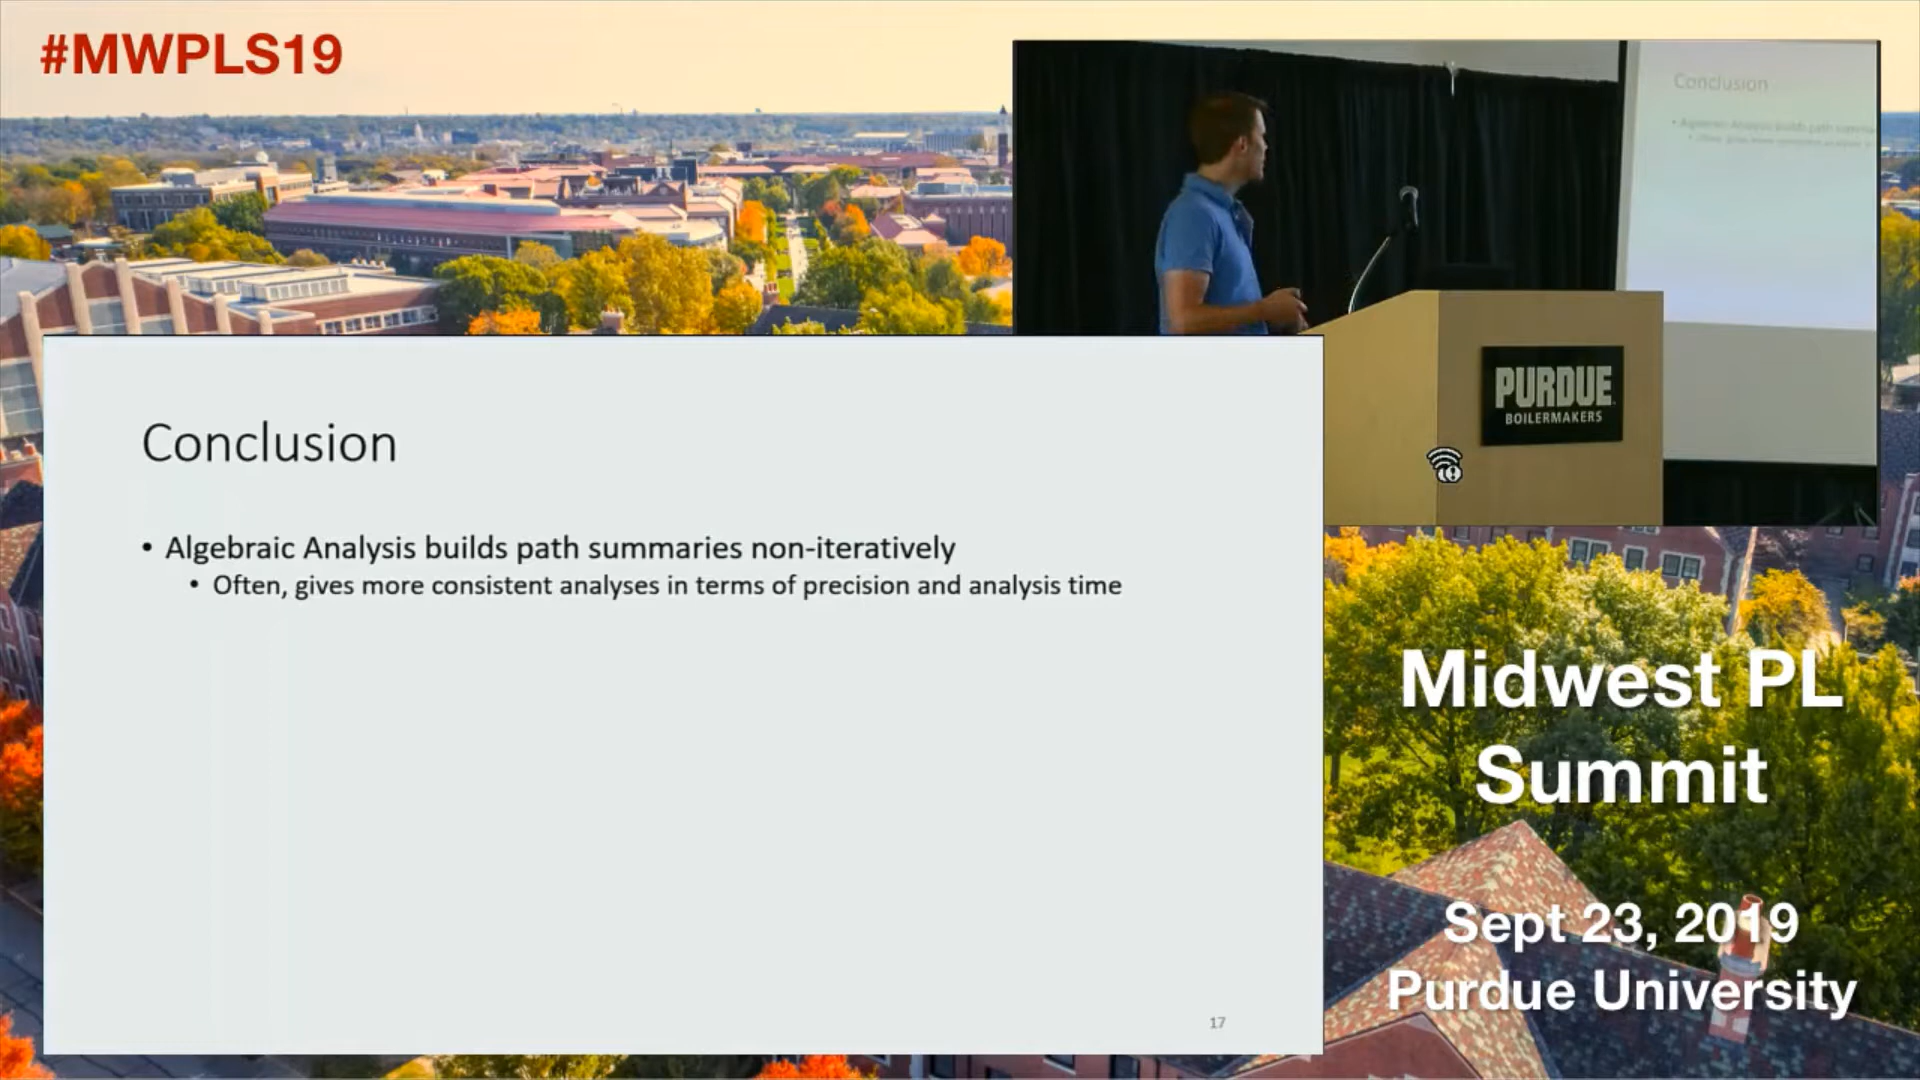 #MWPLS19
Conclusion
PURDUE
BOILERMAKERS
Conclusion
• Algebraic Analysis builds path summaries non-iteratively
• Often, gives more consistent analyses in terms of precision and analysis time
17
Midwest PL
Summit
Sept 23, 2019
Purdue University